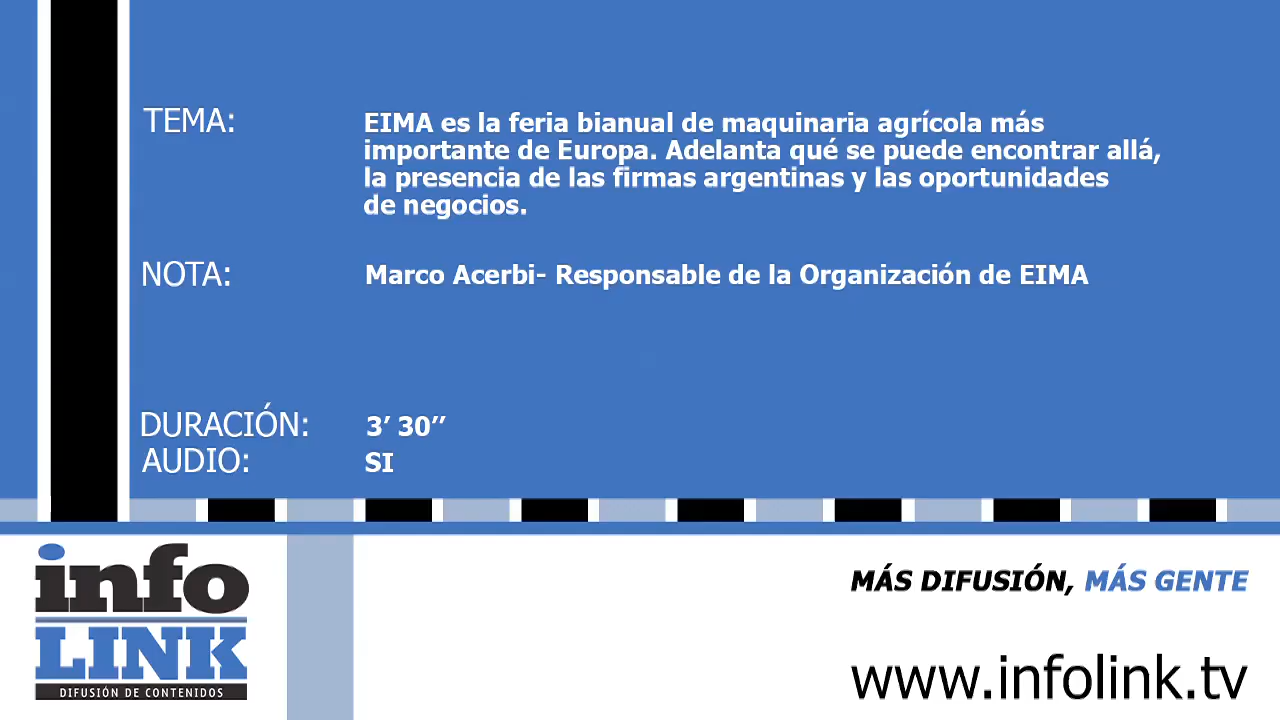 TEMA:
EIMA es la feria bianual de maquinaria agrícola más
importante de Europa. Adelanta qué se puede encontrar allá,
la presencia de las firmas argentinas y las oportunidades
de negocios.
NOTA:
Marco Acerbi- Responsable de la Organización de EIMA
DURACIÓN:
3’ 30’’
AUDIO:
SI
info
LINK
DIFUSIÓN DE CONTENIDOS
MÁS DIFUSIÓN, MÁS GENTE
www.infolink.tv